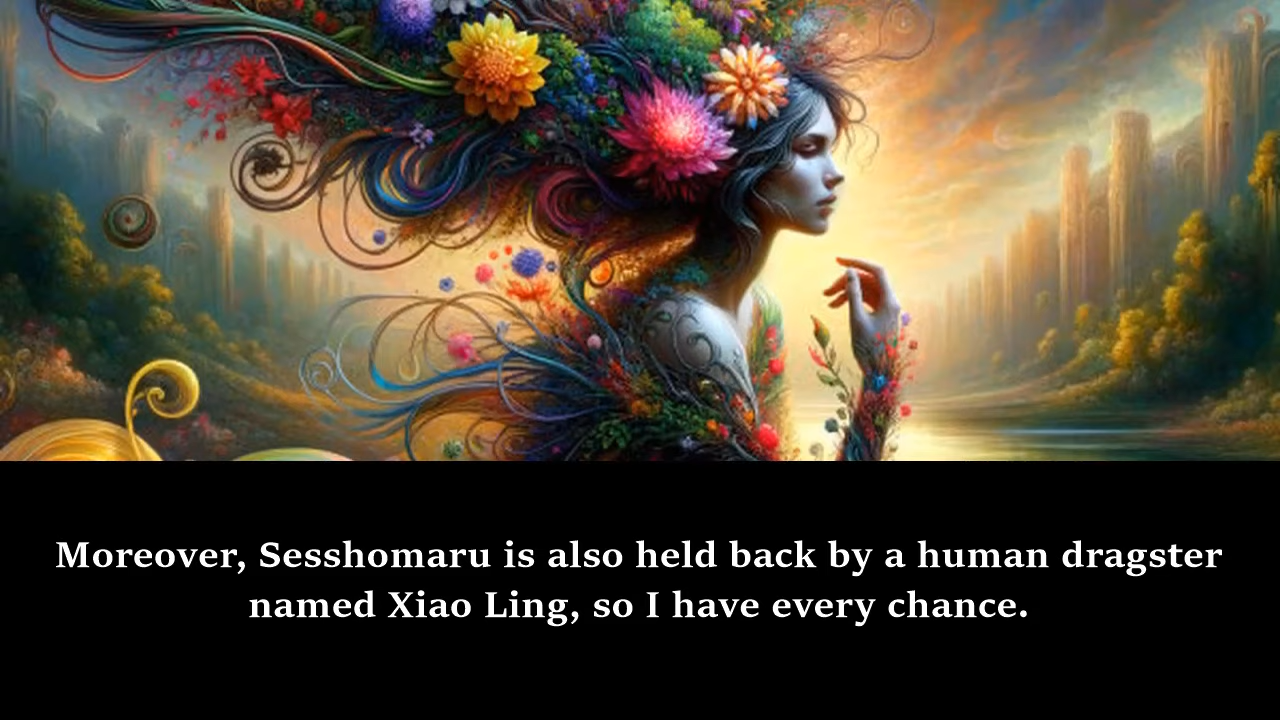 Moreover, Sesshomaru is also held back by a human dragster
named Xiao Ling, so I have every chance.